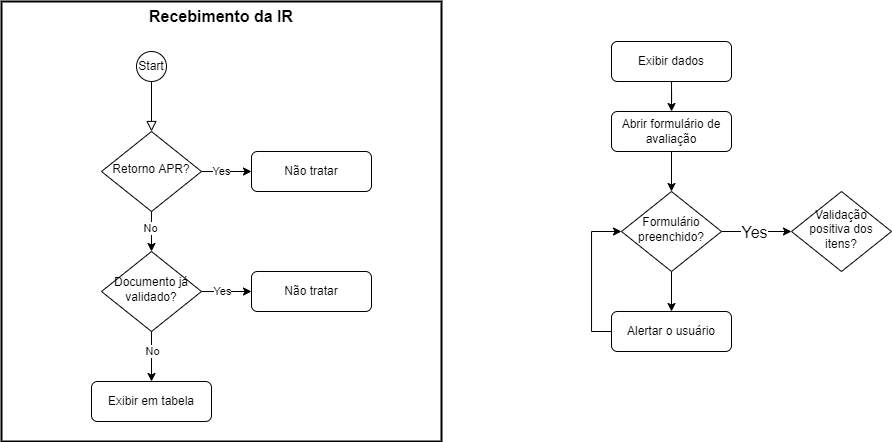 Recebimento da IR
Start
Retorno APR?
Yes
Não tratar
No
Documento já
validado?
Yes
Não tratar
No
Exibir em tabela
Exibir dados
Abrir formulário de
avaliação
Formulário
preenchido?
Yes
Validação
positiva dos
itens?
Alertar o usuário